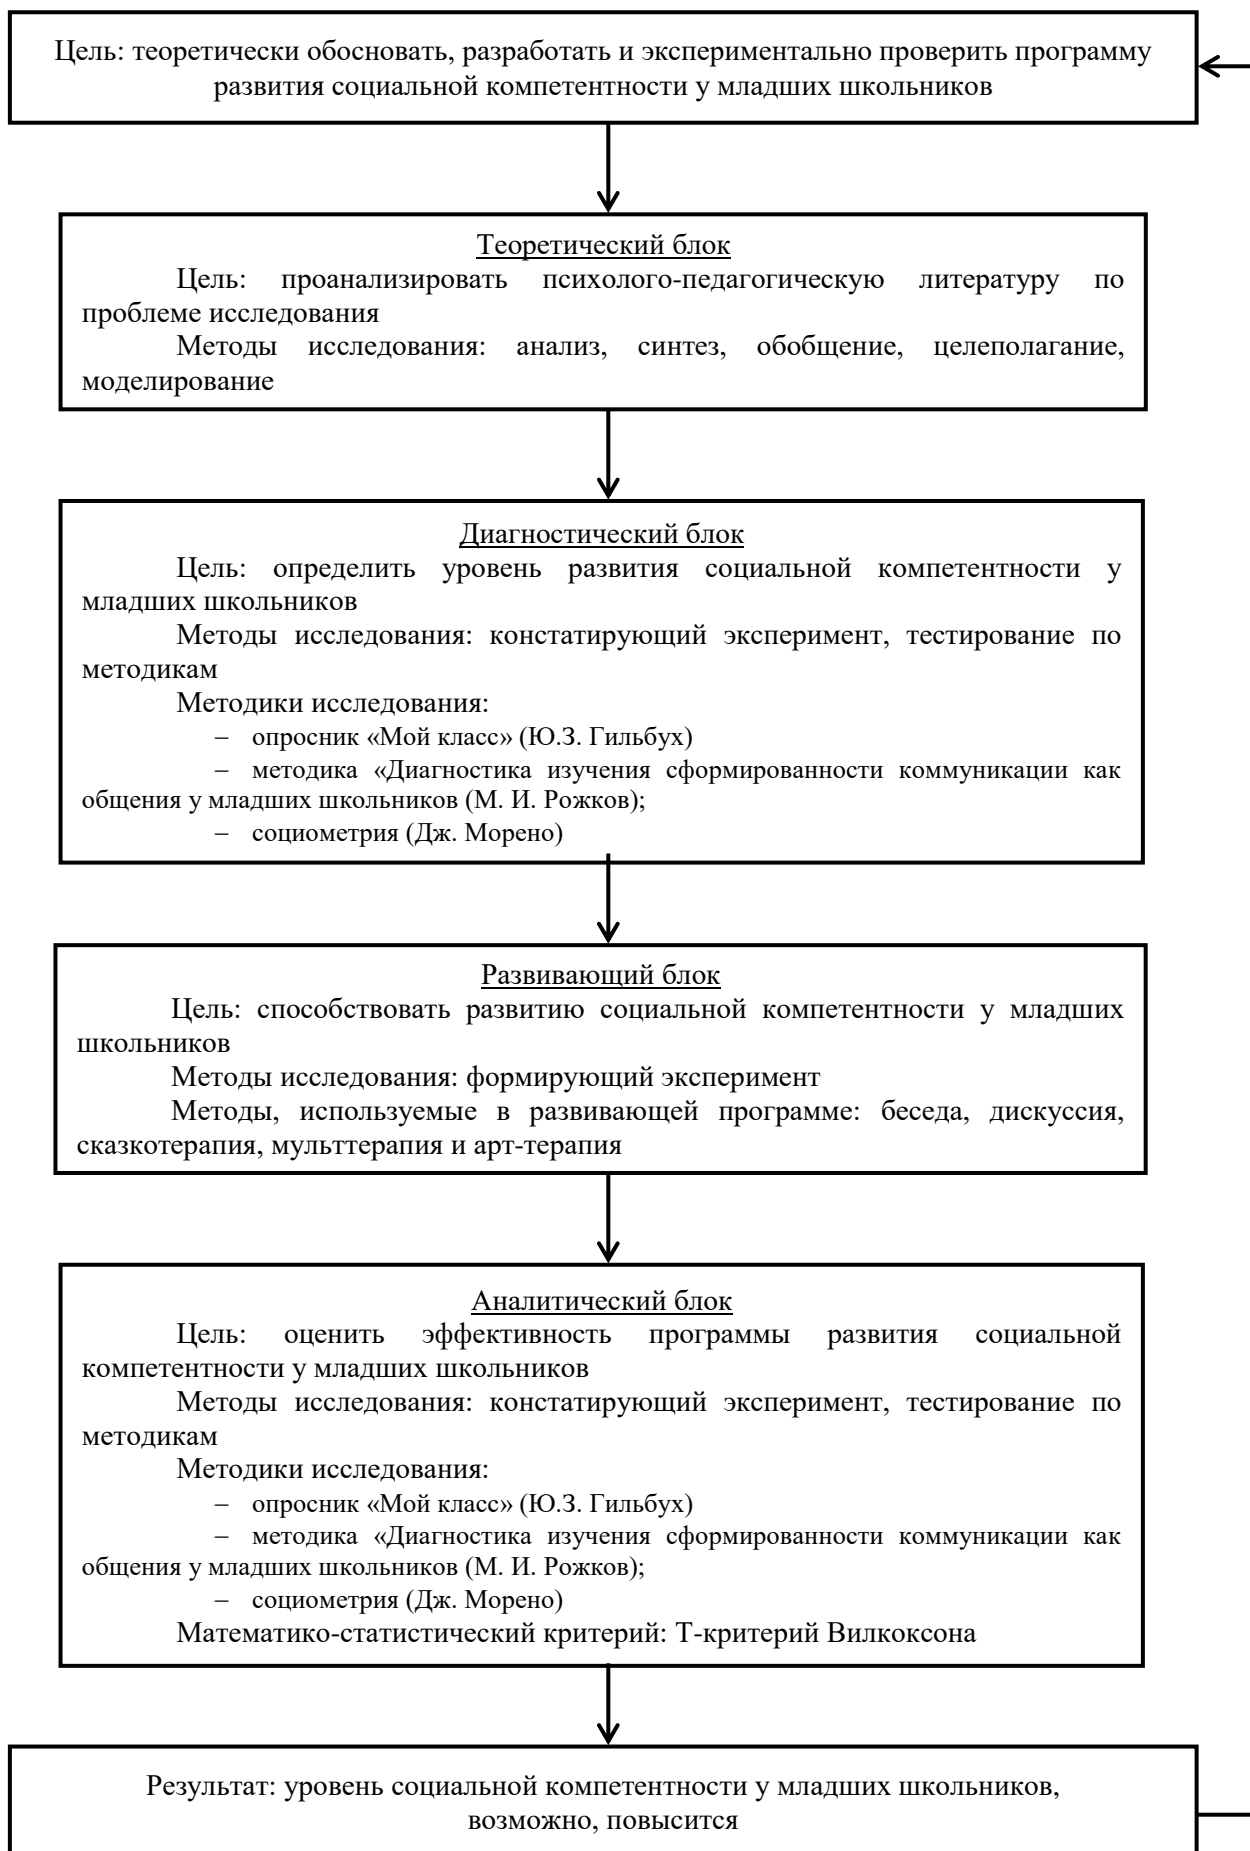 Цель: теоретически обосновать, разработать и экспериментально проверить программу
развития социальной компетентности у младших школьников
Теоретический блок
Цель: проанализировать психолого-педагогическую литературу по
проблеме исследования
Методы исследования: анализ, синтез, обобщение, целеполагание,
моделирование
Диагностический блок
Цель: определить уровень развития социальной компетентности у
младших школьников
Методы исследования: констатирующий эксперимент, тестирование по
методикам
Методики исследования:
– опросник «Мой класс» (Ю.З. Гильбух)
– методика «Диагностика изучения сформированности коммуникации как
общения у младших школьников (М. И. Рожков);
– социометрия (Дж. Морено)
Развивающий блок
Цель: способствовать развитию социальной компетентности у младших
школьников
Методы исследования: формирующий эксперимент
Методы, используемые в развивающей программе: беседа, дискуссия,
сказкотерапия, мульттерапия и арт-терапия
Аналитический блок
Цель: оценить эффективность программы развития социальной
компетентности у младших школьников
Методы исследования: констатирующий эксперимент, тестирование по
методикам
Методики исследования:
– опросник «Мой класс» (Ю.З. Гильбух)
– методика «Диагностика изучения сформированности коммуникации как
общения у младших школьников (М. И. Рожков);
– социометрия (Дж. Морено)
Математико-статистический критерий: Т-критерий Вилкоксона
Результат: уровень социальной компетентности у младших школьников,
возможно, повысится